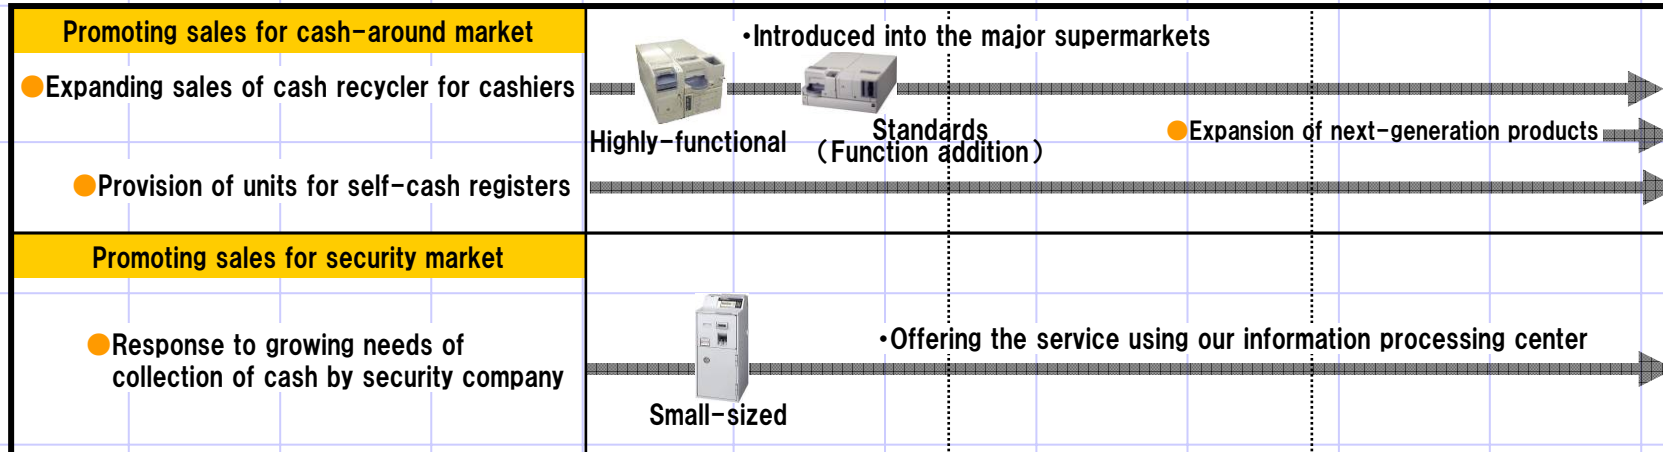 Promoting sales for cash-around market
•Introduced into the major supermarkets
●Expanding sales of cash recycler for cashiers
Highly-functional
Standards
(Function addition)
●Expansion of next-generation products
●Provision of units for self-cash registers
Promoting sales for security market
●Response to growing needs of
collection of cash by security company
•Offering the service using our information processing center
Small-sized